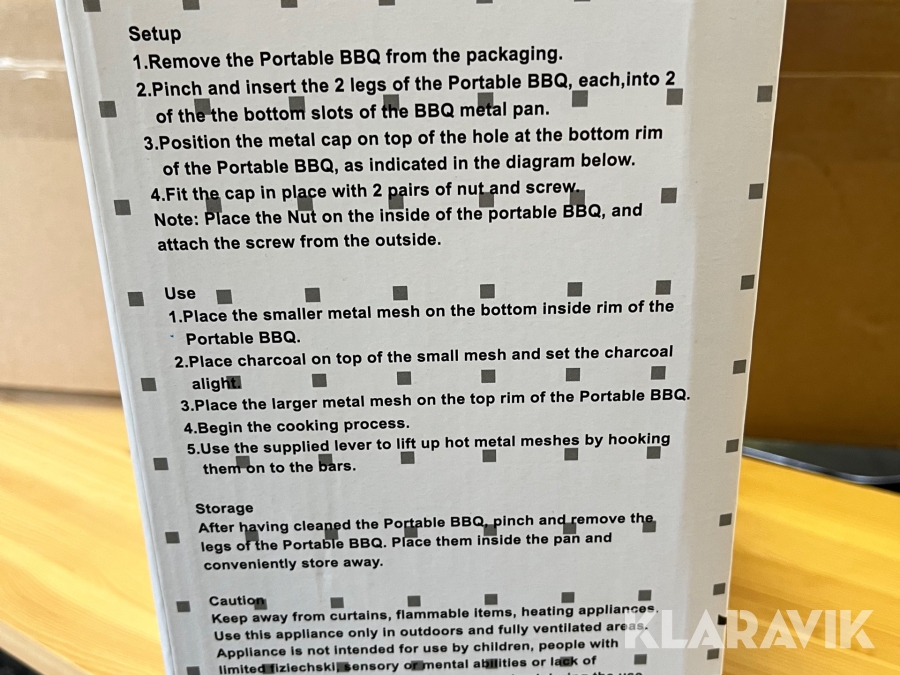 Setup
1.Remove the Portable BBQ from the packaging.
2.Pinch and insert the 2 legs of the Portable BBQ, each,into 2
of the the bottom slots of the BBQ metal pan.
3.Position the metal cap on top of the hole at the bottom rim
of the Portable BBQ, as indicated in the diagram below.
4.Fit the cap in place with 2 pairs of nut and screw.
Note: Place the Nut on the inside of the portable BBQ, and
attach the screw from the outside.
Use
1.Place the smaller metal mesh on the bottom inside rim of the
Portable BBQ.
2.Place charcoal on top of the small mesh and set the charcoal
alight.
3.Place the larger metal mesh on the top rim of the Portable BBQ.
4.Begin the cooking process.
5.Use the supplied lever to lift up hot metal meshes by hooking
them on to the bars.
Storage
After having cleaned the Portable BBQ, pinch and remove the
legs of the Portable BBQ. Place them inside the pan and
conveniently store away.
Caution
Keep away from curtains, flammable items, heating appliances.
Use this appliance only in outdoors and fully ventilated areas.
Appliance is not intended for use by children, people with
limited fiziechski, sensory or mental abilities or lack of
the use
KLARAVIK